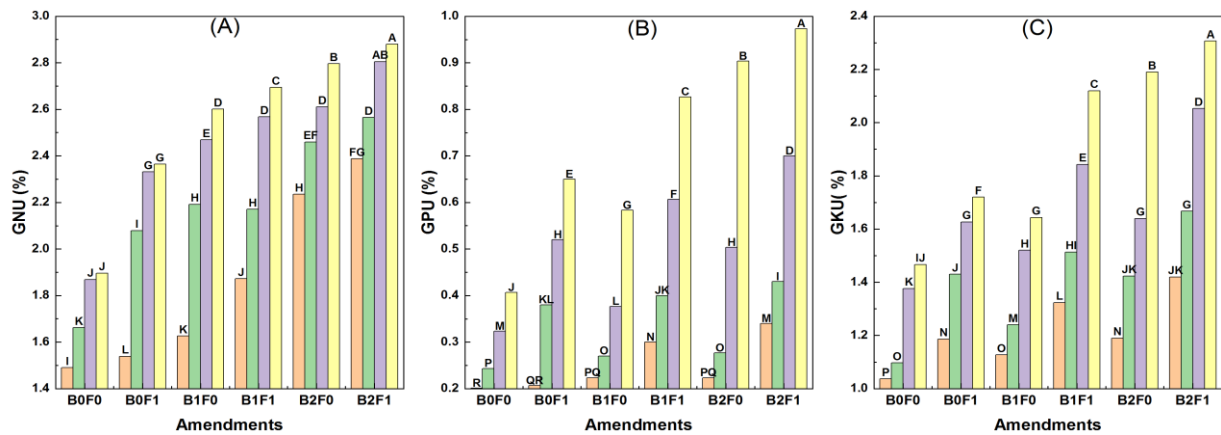 (A)
GNU (%)
3.0
2.8
2.6
2.4
2.2
2.0
1.8
1.6
1.4
I K J J
L I G G
K H E D
J H D C
H EF D B
FG D AB A
B0F0 B0F1 B1F0 B1F1 B2F0 B2F1
Amendments
(B)
GPU (%)
1.0
0.9
0.8
0.7
0.6
0.5
0.4
0.3
0.2
R P M J
QR KL H E
PQ O L G
N JK F C
PQ O H B
M I D A
B0F0 B0F1 B1F0 B1F1 B2F0 B2F1
Amendments
(C)
GKU( %)
2.4
2.2
2.0
1.8
1.6
1.4
1.2
1.0
P O K IJ
N J G F
O M H G
L HI E C
N JK G B
JK G D A
B0F0 B0F1 B1F0 B1F1 B2F0 B2F1
Amendments